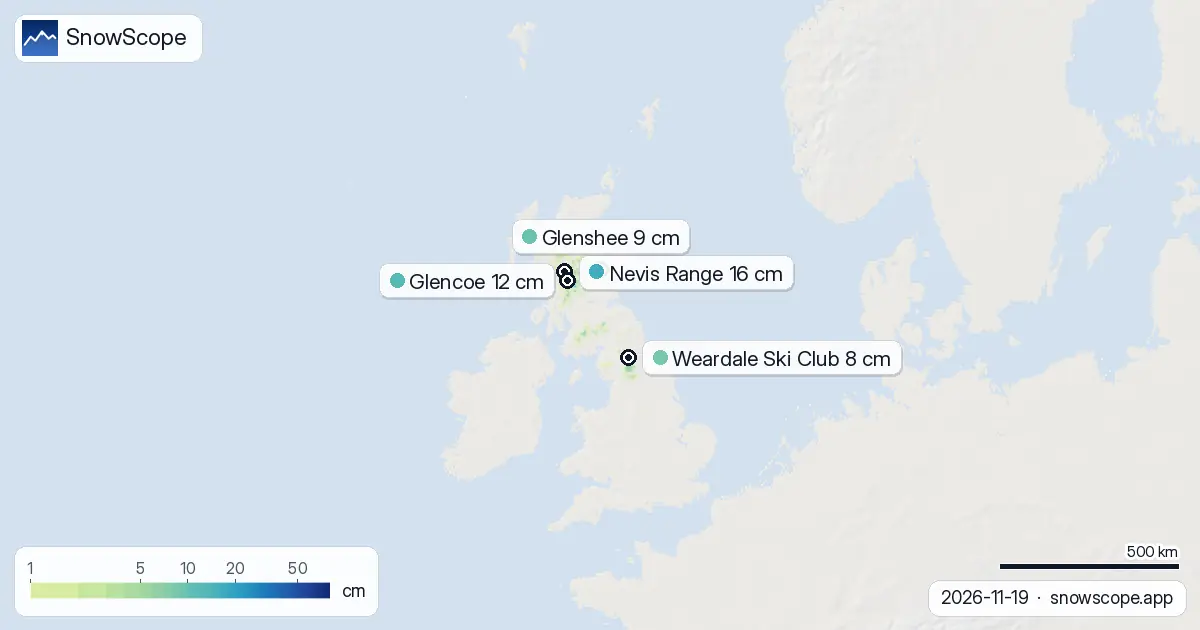 SnowScope
Glenshee 9 cm
Glencoe 12 cm
Nevis Range 16 cm
Weardale Ski Club 8 cm
1 5 10 20 50
cm
500 km
2026-11-19 · snowscope.app